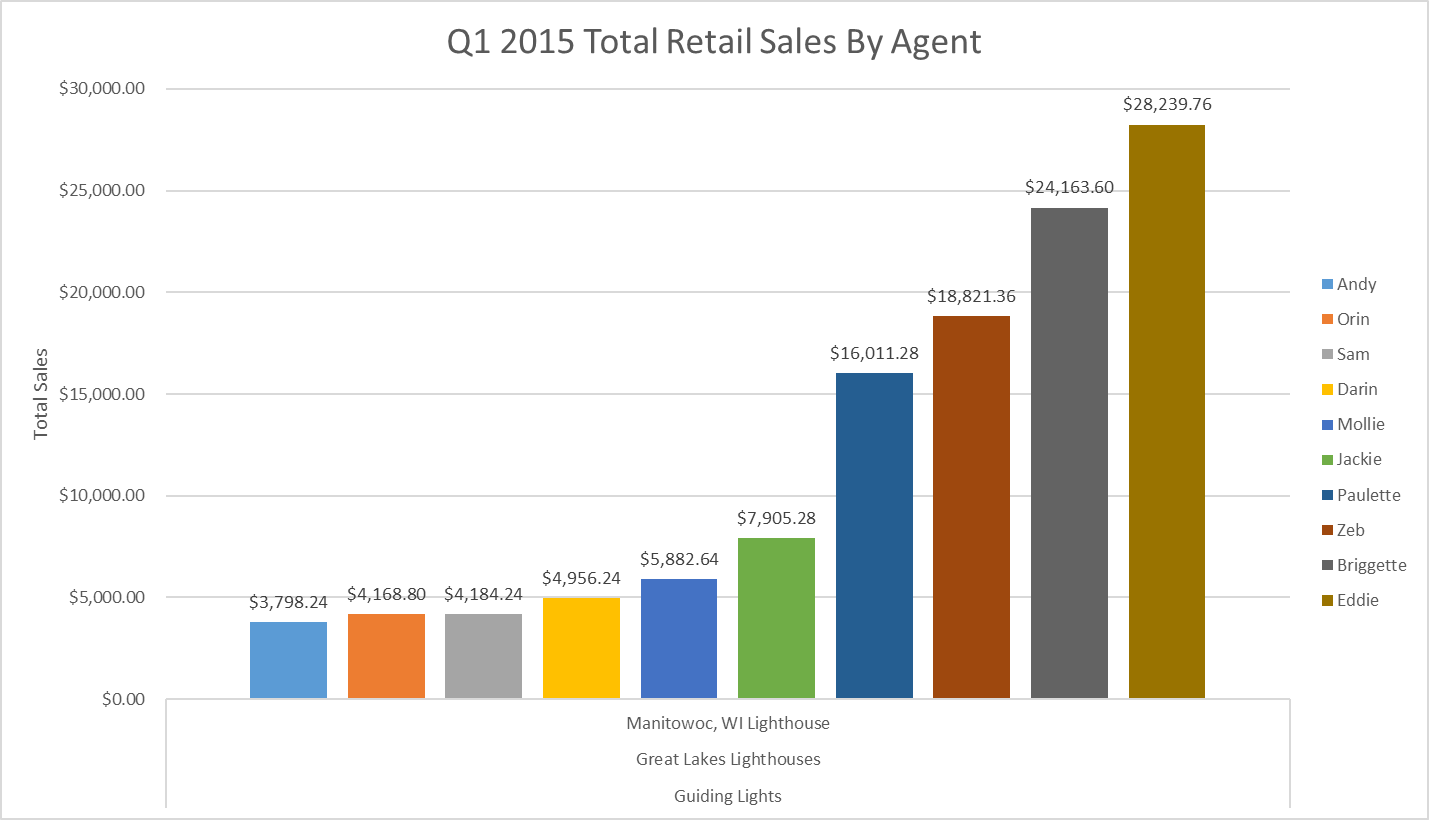 Q1 2015 Total Retail Sales By Agent
$30,000.00
$25,000.00
$20,000.00
$15,000.00
$10,000.00
$5,000.00
$0.00
Total Sales
$3,798.24
$4,168.80
$4,184.24
$4,956.24
$5,882.64
$7,905.28
$16,011.28
$18,821.36
$24,163.60
$28,239.76
Manitowoc, WI Lighthouse
Great Lakes Lighthouses
Guiding Lights
Andy
Orin
Sam
Darin
Mollie
Jackie
Paulette
Zeb
Briggette
Eddie